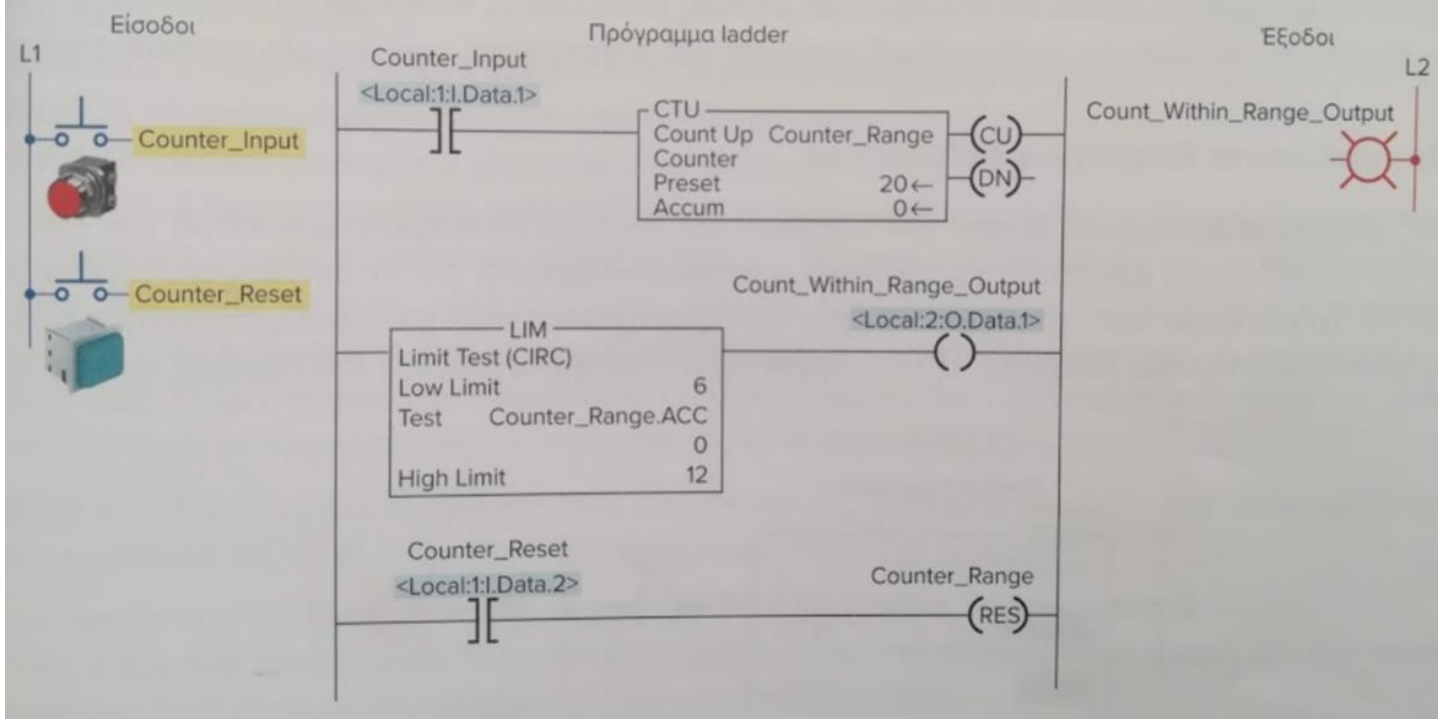 Είσοδοι
Πρόγραμμα ladder
Έξοδοι
L1
L2
Counter_Input
<Local:1:I.Data.1>
Counter_Input
CTU
Count Up Counter_Range
Counter
Preset 20←
Accum 0←
CU
DN
Count_Within_Range_Output
Counter_Reset
Count_Within_Range_Output
<Local:2:O.Data.1>
LIM
Limit Test (CIRC)
Low Limit 6
Test Counter_Range.ACC
0
High Limit 12
Counter_Reset
<Local:1:I.Data.2>
Counter_Range
RES